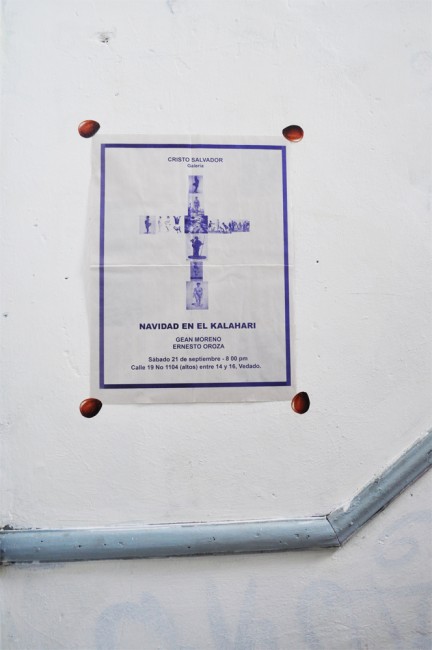 CRISTO SALVADOR
Galería
NAVIDAD EN EL KALAHARI
GEAN MORENO
ERNESTO OROZA
Sábado 21 de septiembre - 8 00 pm
Calle 19 No 1104 (altos) entre 14 y 16, Vedado.